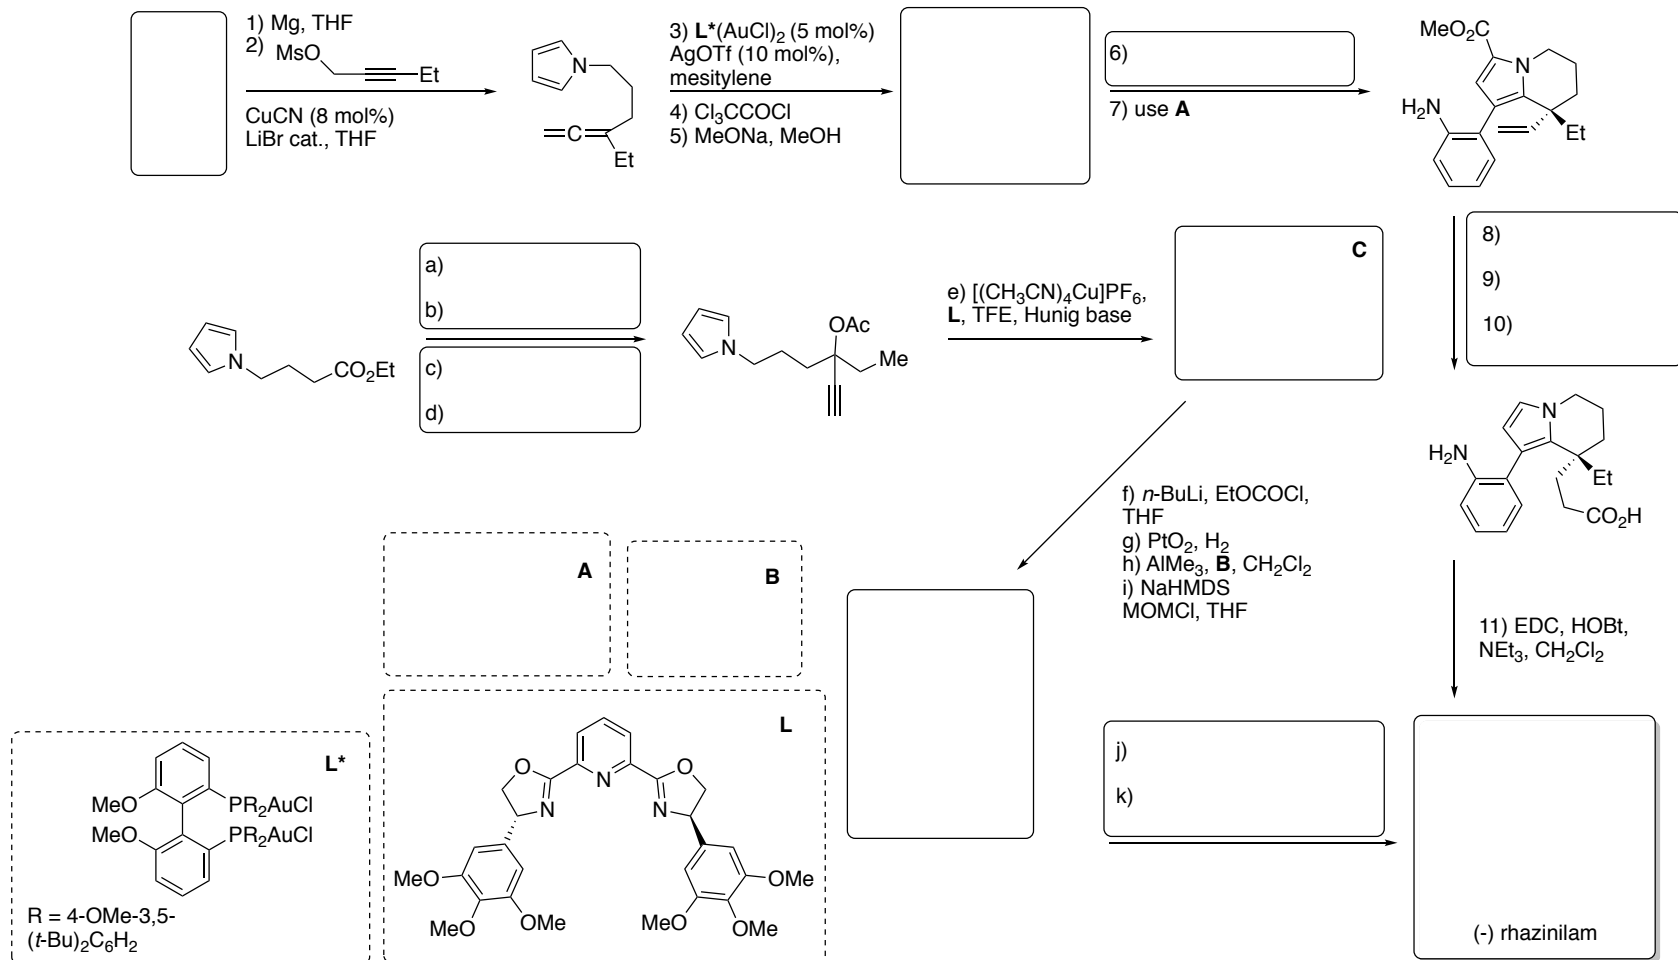 1) Mg, THF
2)
MsO
Et
CuCN (8 mol%)
LiBr cat., THF
N
C
Et
3) L*(AuCl)2 (5 mol%)
AgOTf (10 mol%),
mesitylene
4) Cl3CCOCl
5) MeONa, MeOH
6)
7) use A
MeO2C
N
H2N
Et
8)
9)
10)
a)
b)
c)
d)
N
CO2Et
N
OAc
Me
e) [(CH3CN)4Cu]PF6,
L, TFE, Hunig base
C
N
H2N
Et
CO2H
f) n-BuLi, EtOCOCl,
THF
g) PtO2, H2
h) AlMe3, B, CH2Cl2
i) NaHMDS
MOMCl, THF
A
B
11) EDC, HOBt,
NEt3, CH2Cl2
L*
MeO
PR2AuCl
MeO
PR2AuCl
R = 4-OMe-3,5-
(t-Bu)2C6H2
L
O
N
O
N
N
MeO
OMe
MeO
OMe
MeO
OMe
j)
k)
(-) rhazinilam